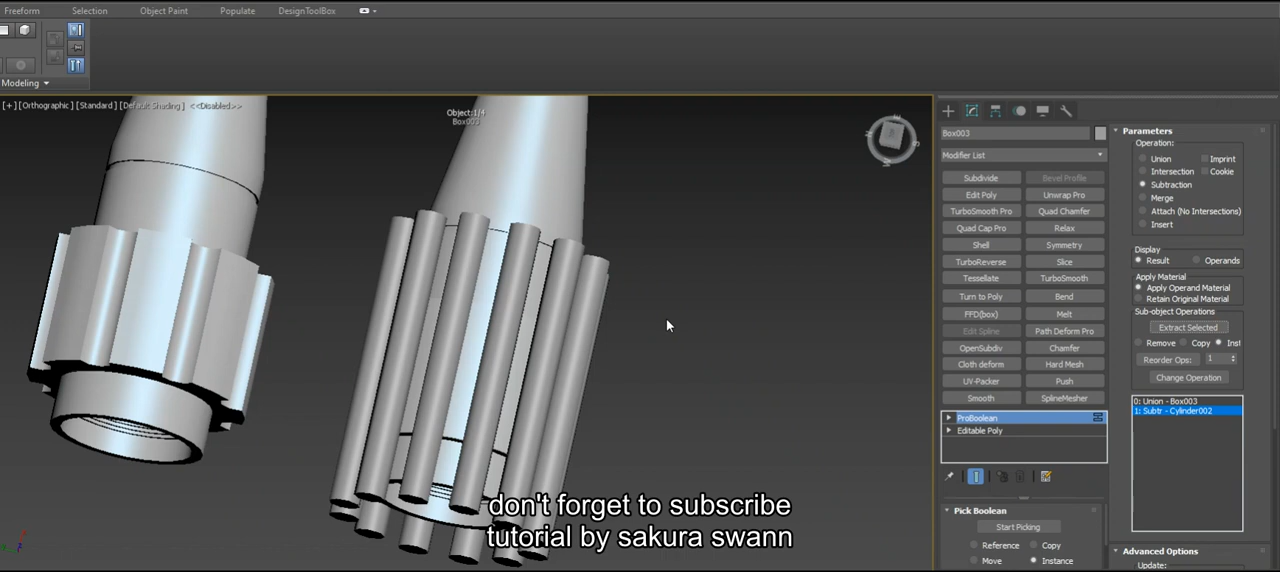 Freeform Selection Object Paint Populate DesignToolBox
Modeling
[+] [Orthographic] [Standard] [Default Shading] <<Disabled>>
Object:1/4
Box003
Box003
Modifier List
Subdivide Bevel Profile
Edit Poly Unwrap Pro
TurboSmooth Pro Quad Chamfer
Quad Cap Pro Relax
Shell Symmetry
TurboReverse Slice
Tessellate TurboSmooth
Turn to Poly Bend
FFD(box) Melt
Edit Spline Path Deform Pro
OpenSubdiv Chamfer
Cloth deform Hard Mesh
UV-Packer Push
Smooth SplineMesher
ProBoolean
Editable Poly
Pick Boolean
Start Picking
Reference Copy
Move Instance
Parameters
Operation:
Union Imprint
Intersection Cookie
Subtraction
Merge
Attach (No Intersections)
Insert
Display
Result Operands
Apply Material
Apply Operand Material
Retain Original Material
Sub-object Operations
Extract Selected
Remove Copy Inst
Reorder Ops: 1
Change Operation
0: Union - Box003
1: Subtr - Cylinder002
Advanced Options
Update:
don't forget to subscribe
tutorial by sakura swann